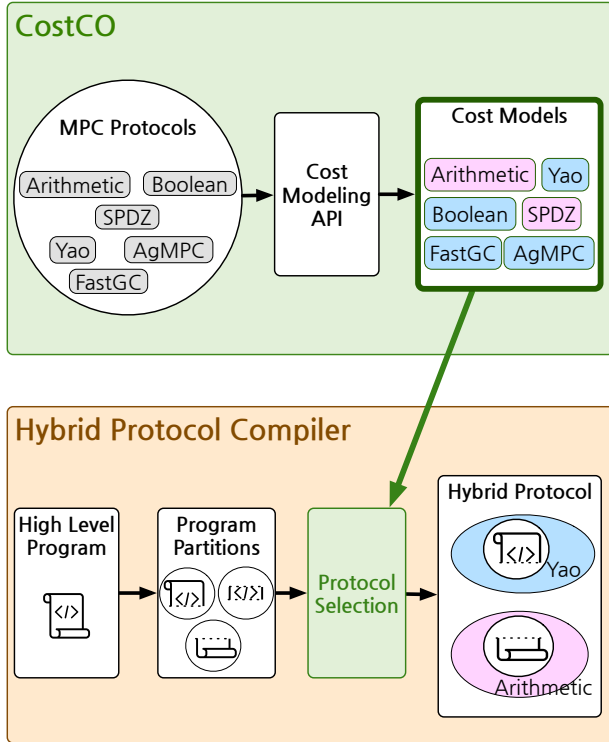 CostCO
MPC Protocols
Arithmetic
Boolean
SPDZ
Yao
AgMPC
FastGC
Cost
Modeling
API
Cost Models
Arithmetic
Yao
Boolean
SPDZ
FastGC
AgMPC
Hybrid Protocol Compiler
High Level
Program
</>
Program
Partitions
</>
Protocol
Selection
Hybrid Protocol
</>
Yao
Arithmetic